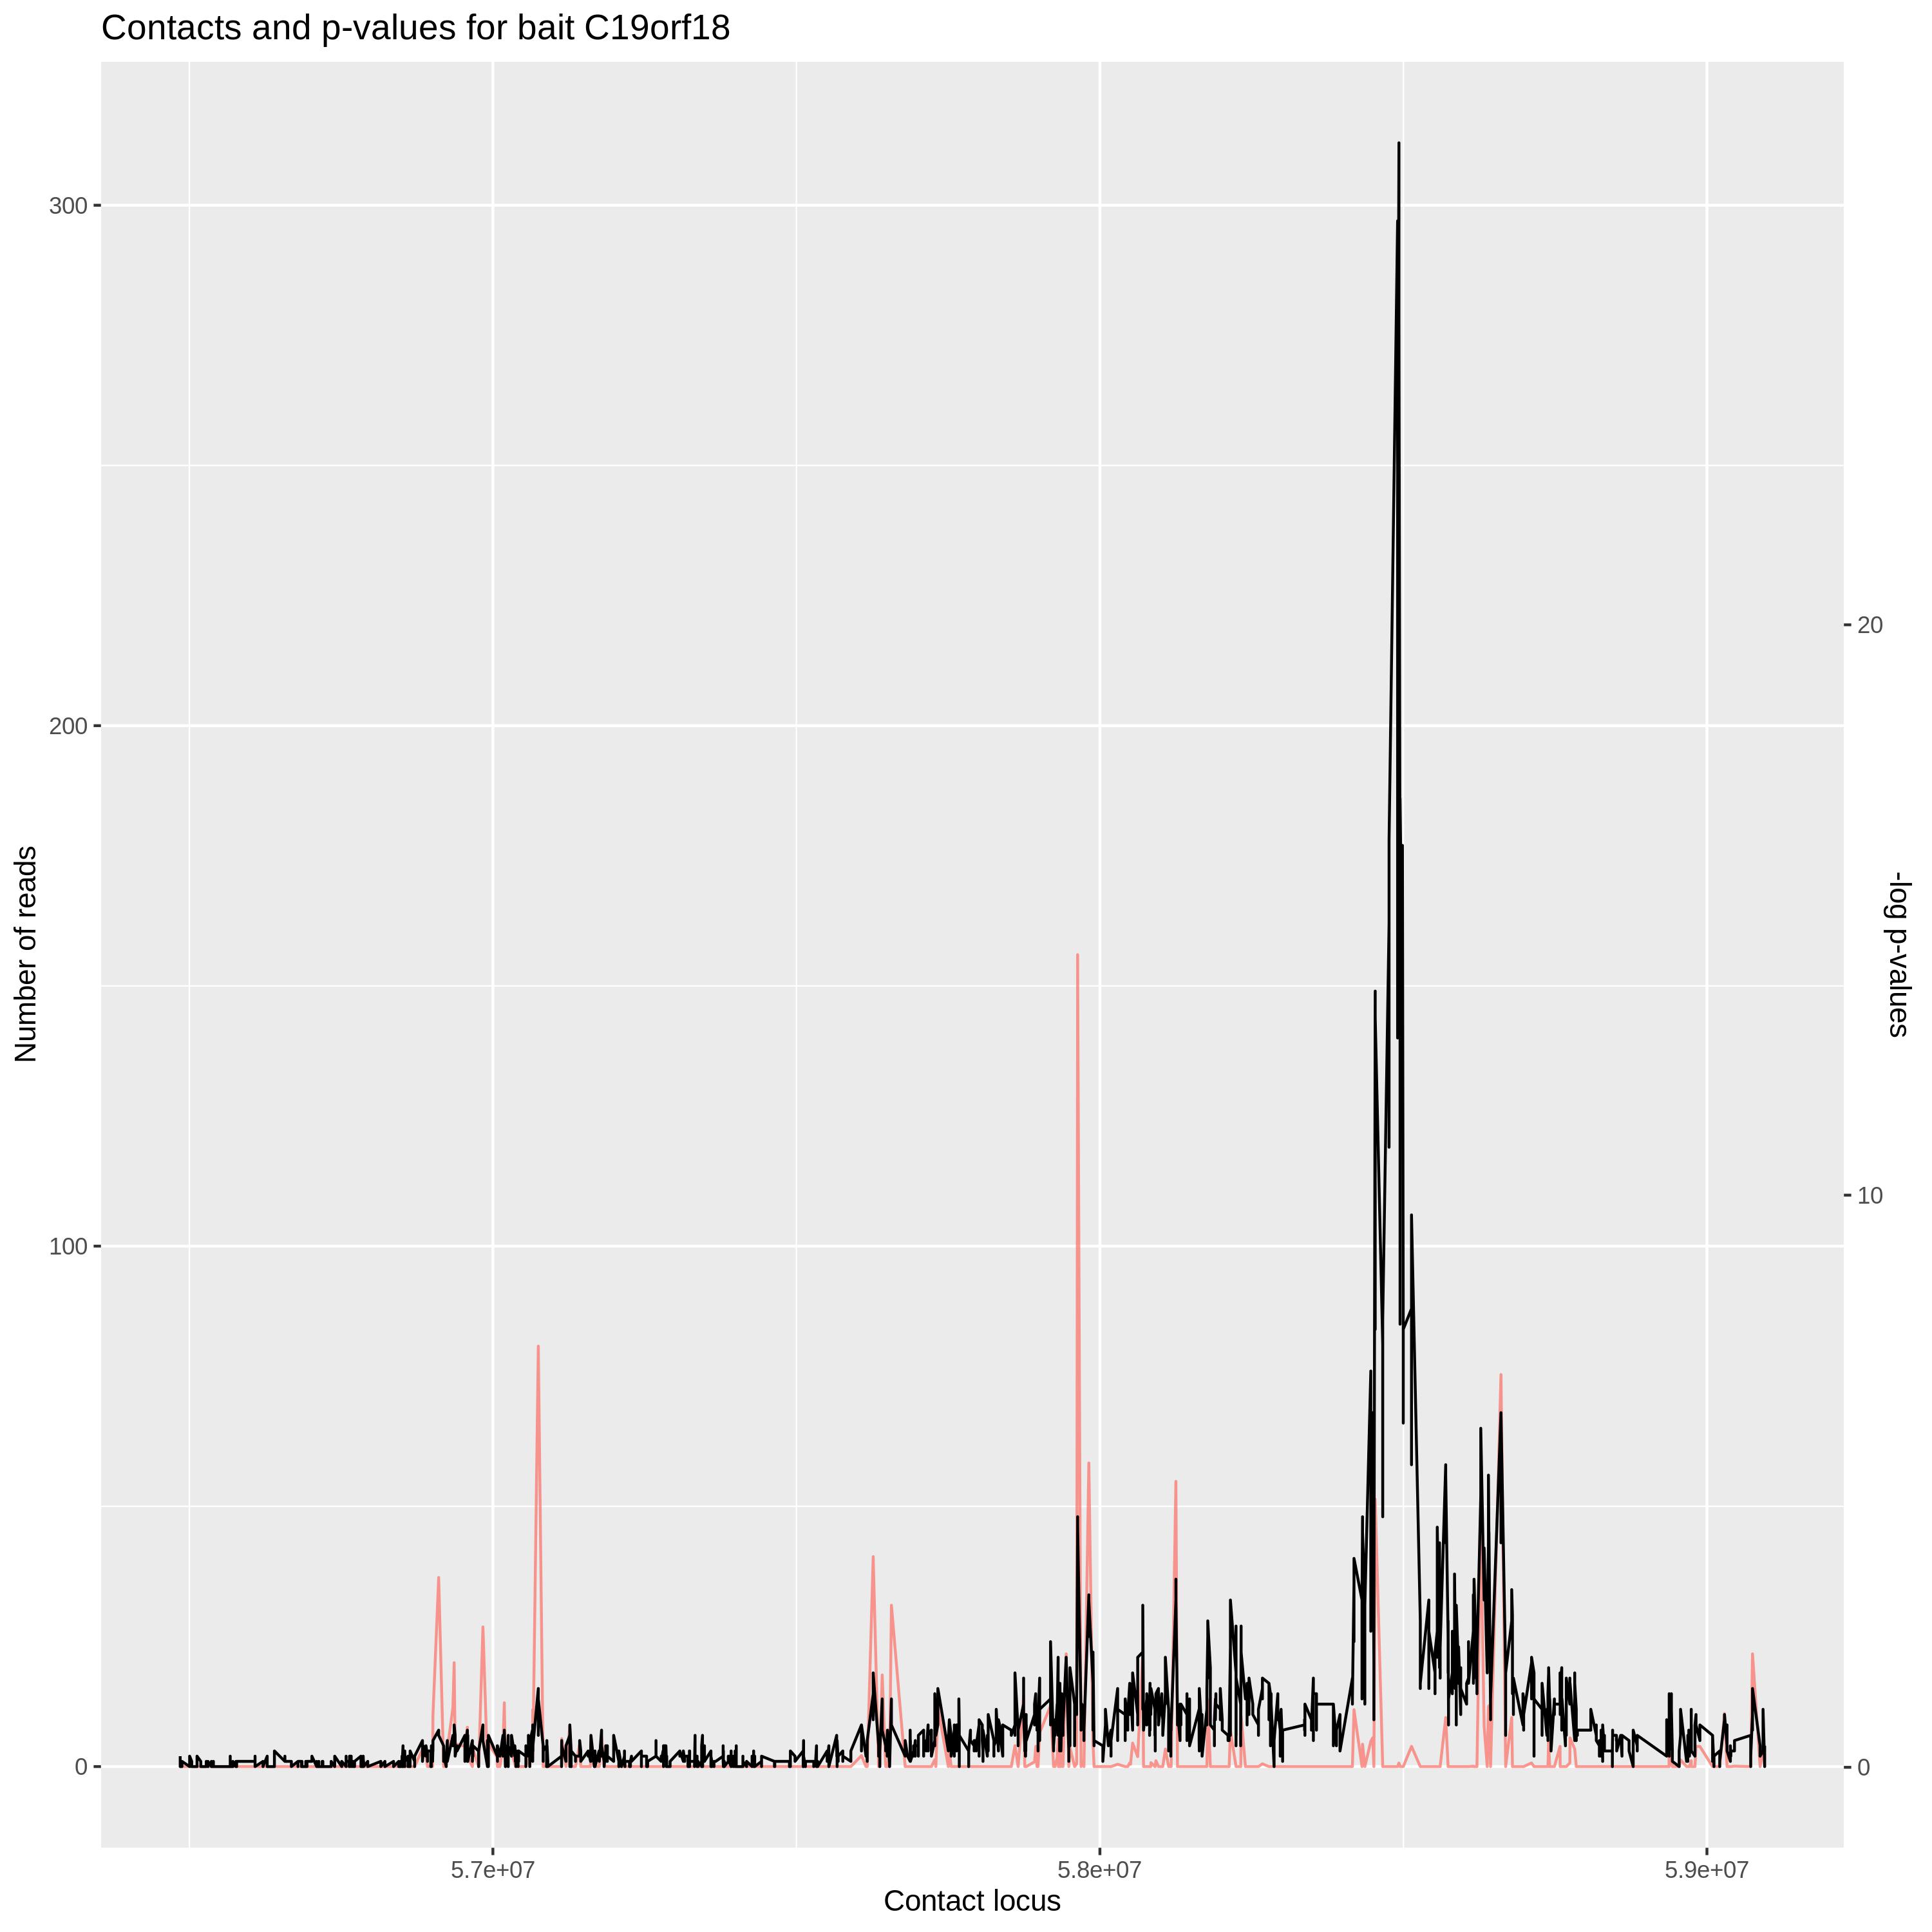 Contacts and p-values for bait C19orf18
300
200
100
0
Number of reads
20
10
0
-log p-values
5.7e+07
5.8e+07
5.9e+07
Contact locus